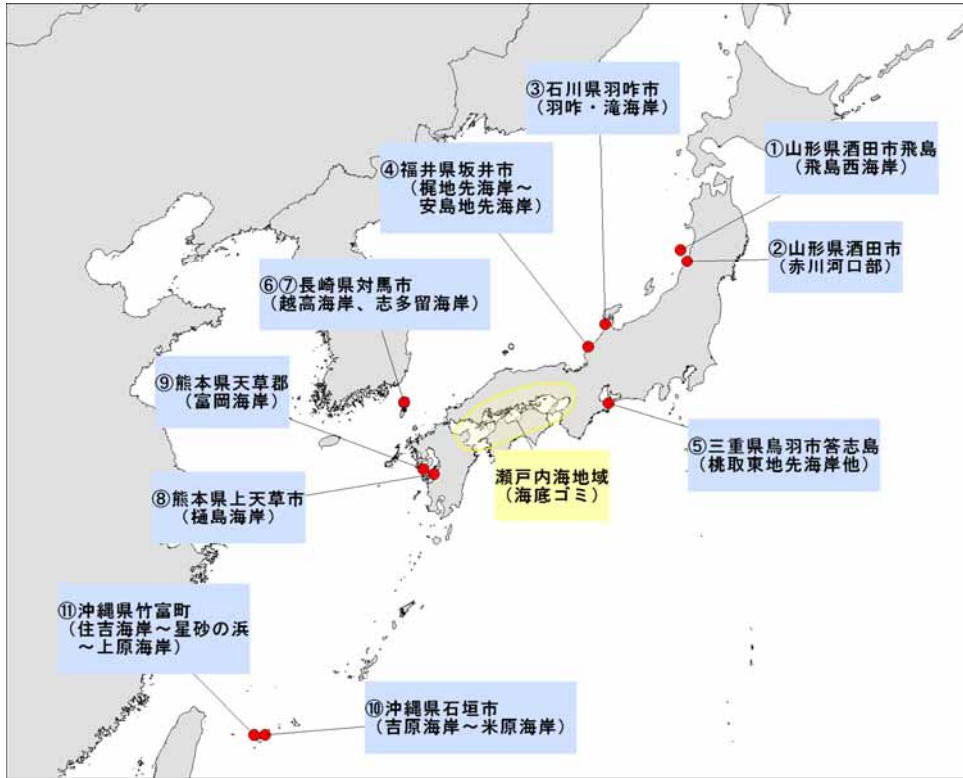 ③石川県羽咋市
(羽咋・滝海岸)
①山形県酒田市飛島
(飛島西海岸)
④福井県坂井市
(梶地先海岸～
安島地先海岸)
②山形県酒田市
(赤川河口部)
⑥⑦長崎県対馬市
(越高海岸、志多留海岸)
⑨熊本県天草郡
(富岡海岸)
⑤三重県鳥羽市答志島
(桃取東地先海岸他)
瀬戸内海地域
(海底ゴミ)
⑧熊本県上天草市
(樋島海岸)
⑪沖縄県竹富町
(住吉海岸～星砂の浜
～上原海岸)
⑩沖縄県石垣市
(吉原海岸～米原海岸)